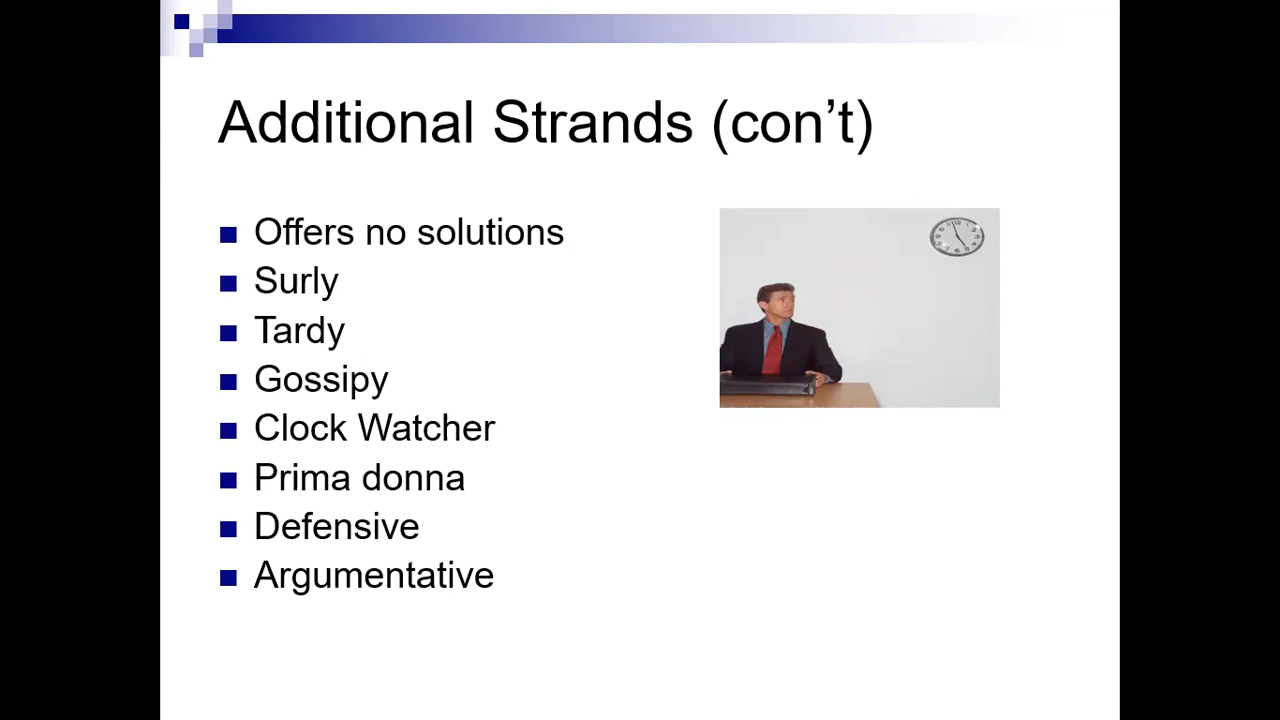 Additional Strands (con’t)
Offers no solutions
Surly
Tardy
Gossipy
Clock Watcher
Prima donna
Defensive
Argumentative